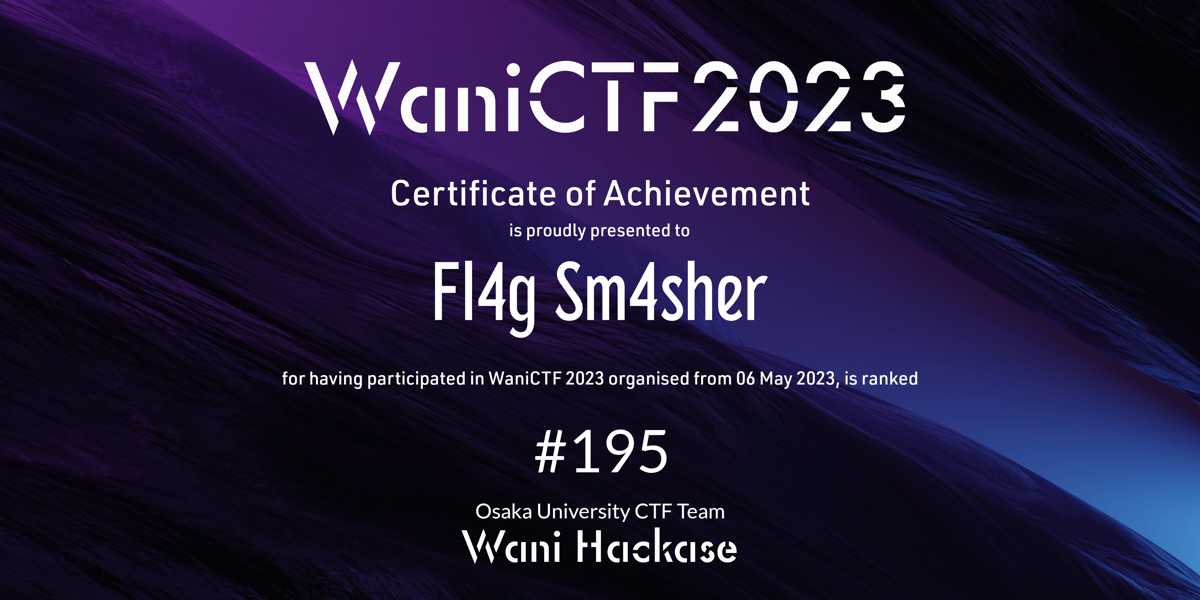 WaniCTF2023
Certificate of Achievement
is proudly presented to
Fl4g Sm4sher
for having participated in WaniCTF 2023 organised from 06 May 2023, is ranked
#195
Osaka University CTF Team
Wani Hackase